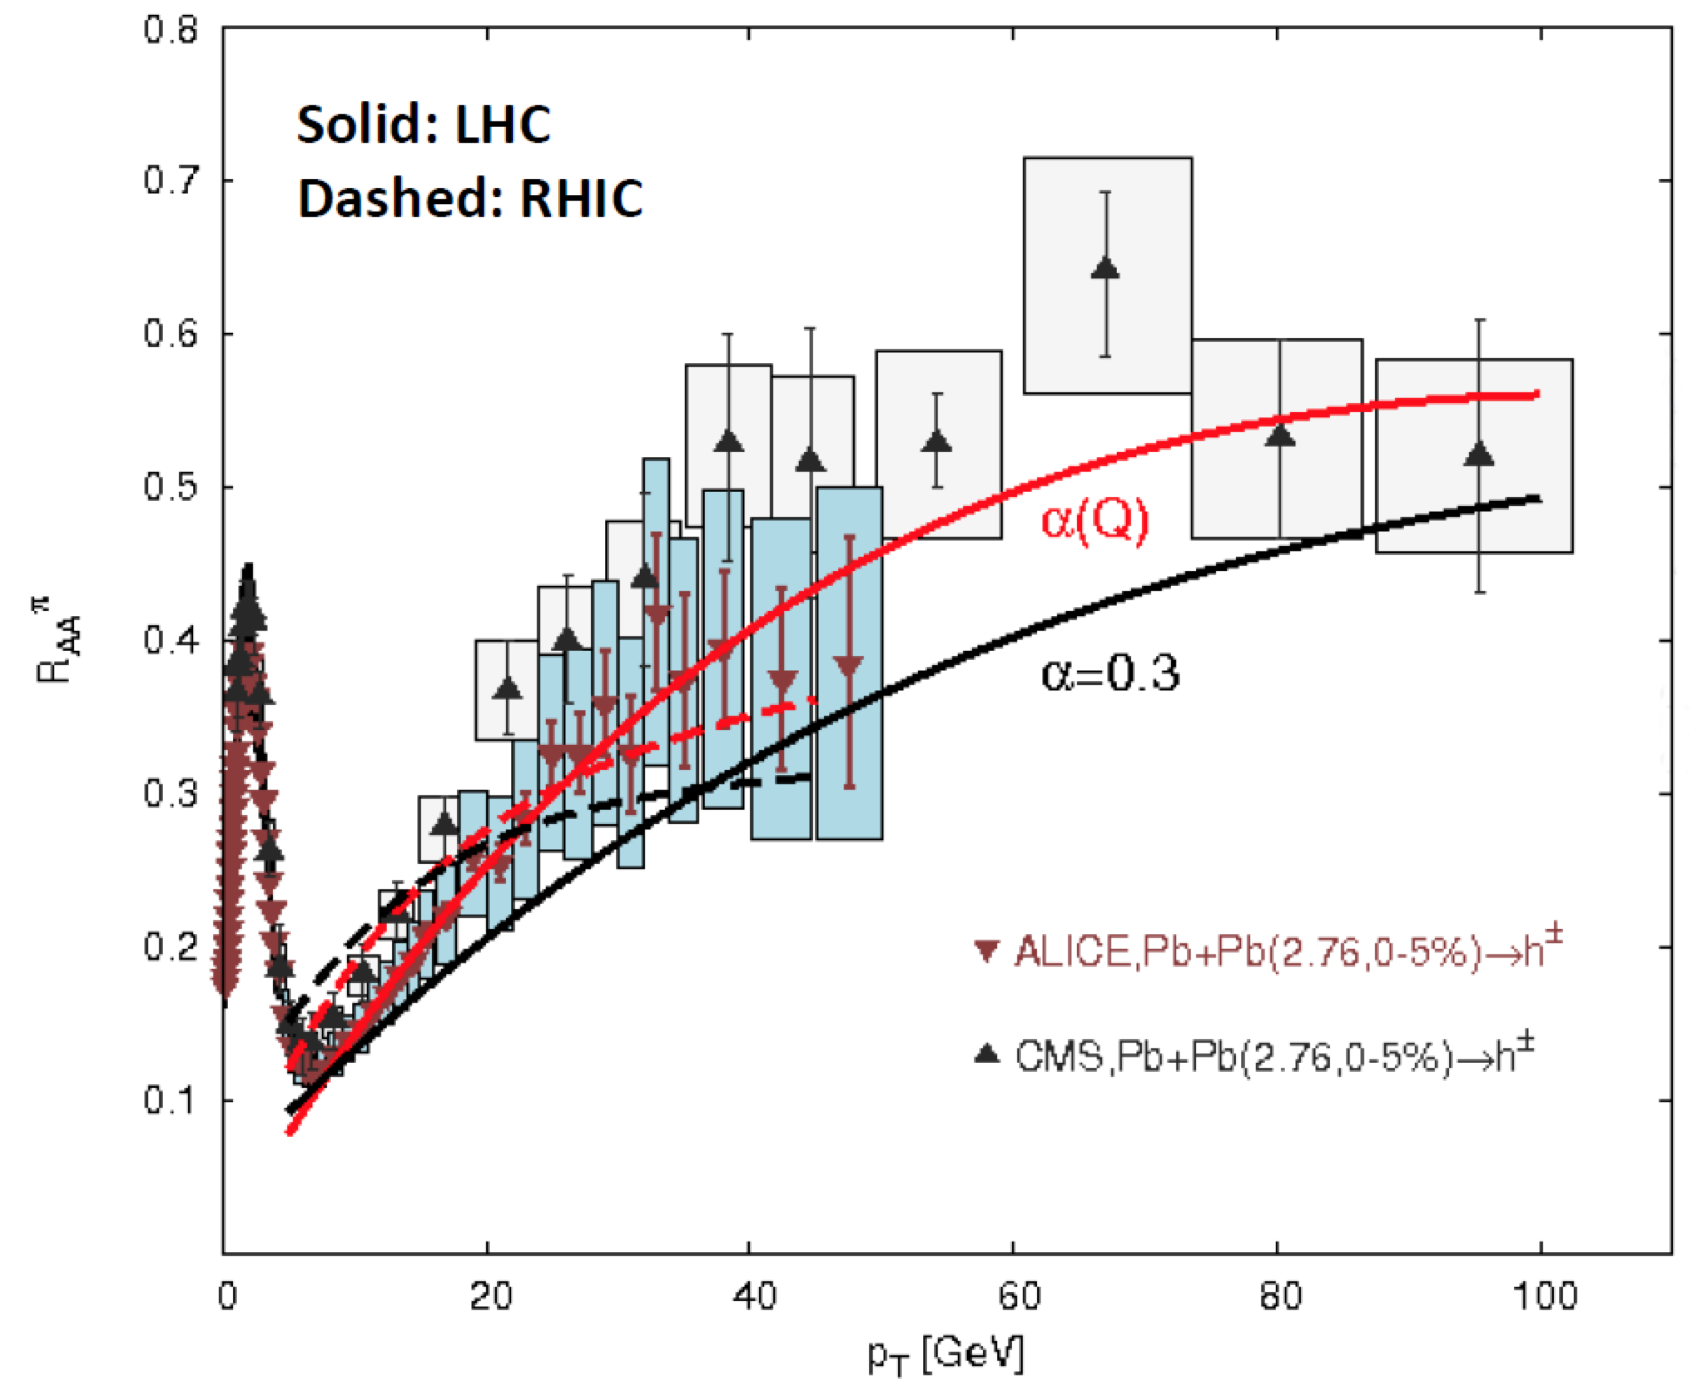 Solid: LHC
Dashed: RHIC
0.8
0.7
0.6
0.5
0.4
0.3
0.2
0.1
R_AA^π
α(Q)
α=0.3
ALICE,Pb+Pb(2.76,0-5%)→h±
CMS,Pb+Pb(2.76,0-5%)→h±
0 20 40 60 80 100
p_T [GeV]